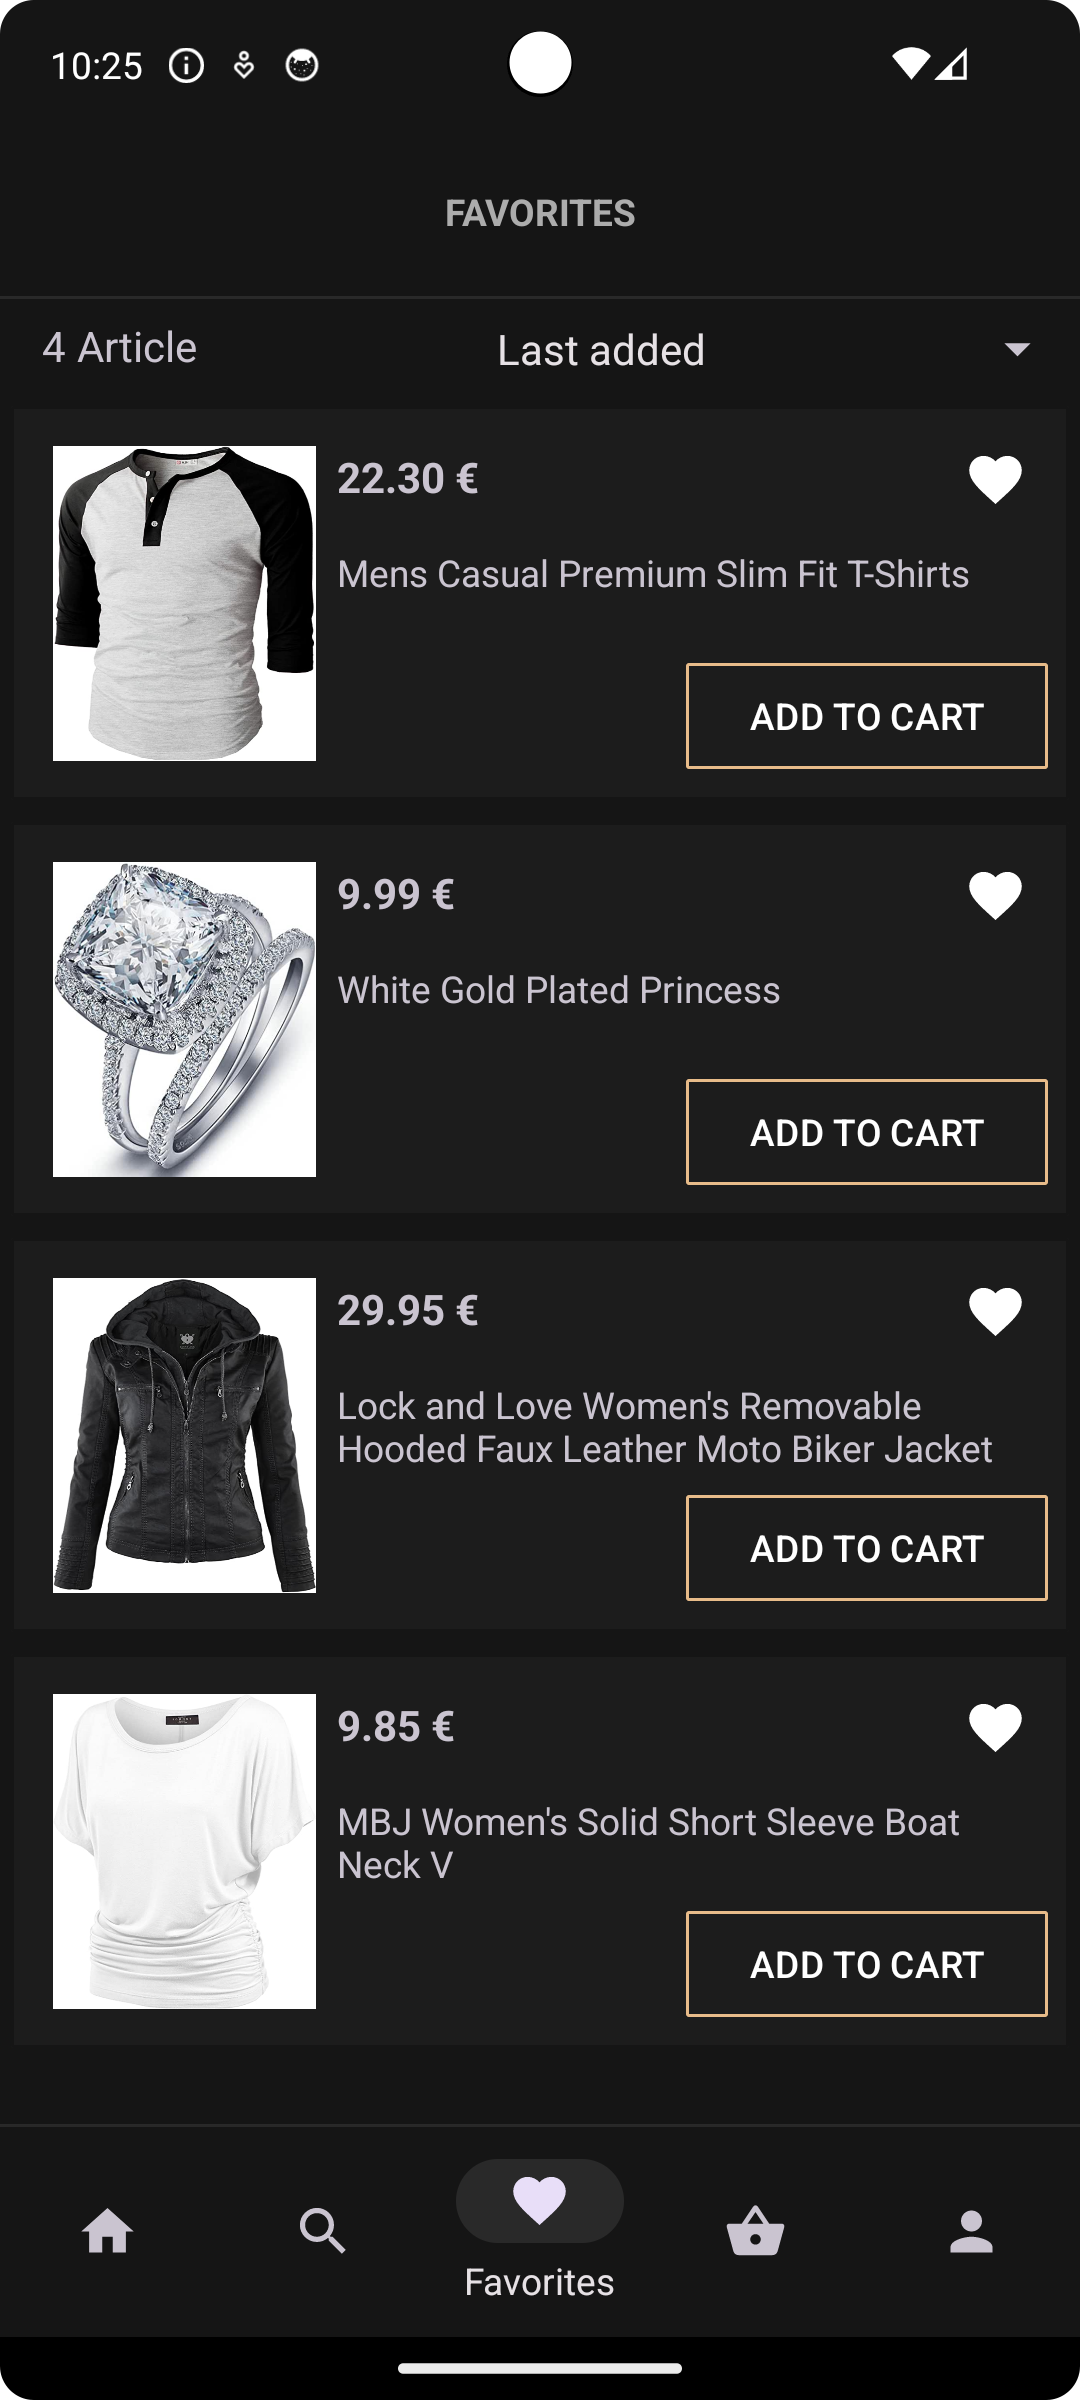 10:25
FAVORITES
4 Article
Last added
22.30 €
Mens Casual Premium Slim Fit T-Shirts
ADD TO CART
9.99 €
White Gold Plated Princess
ADD TO CART
29.95 €
Lock and Love Women's Removable
Hooded Faux Leather Moto Biker Jacket
ADD TO CART
9.85 €
MBJ Women's Solid Short Sleeve Boat
Neck V
ADD TO CART
Favorites